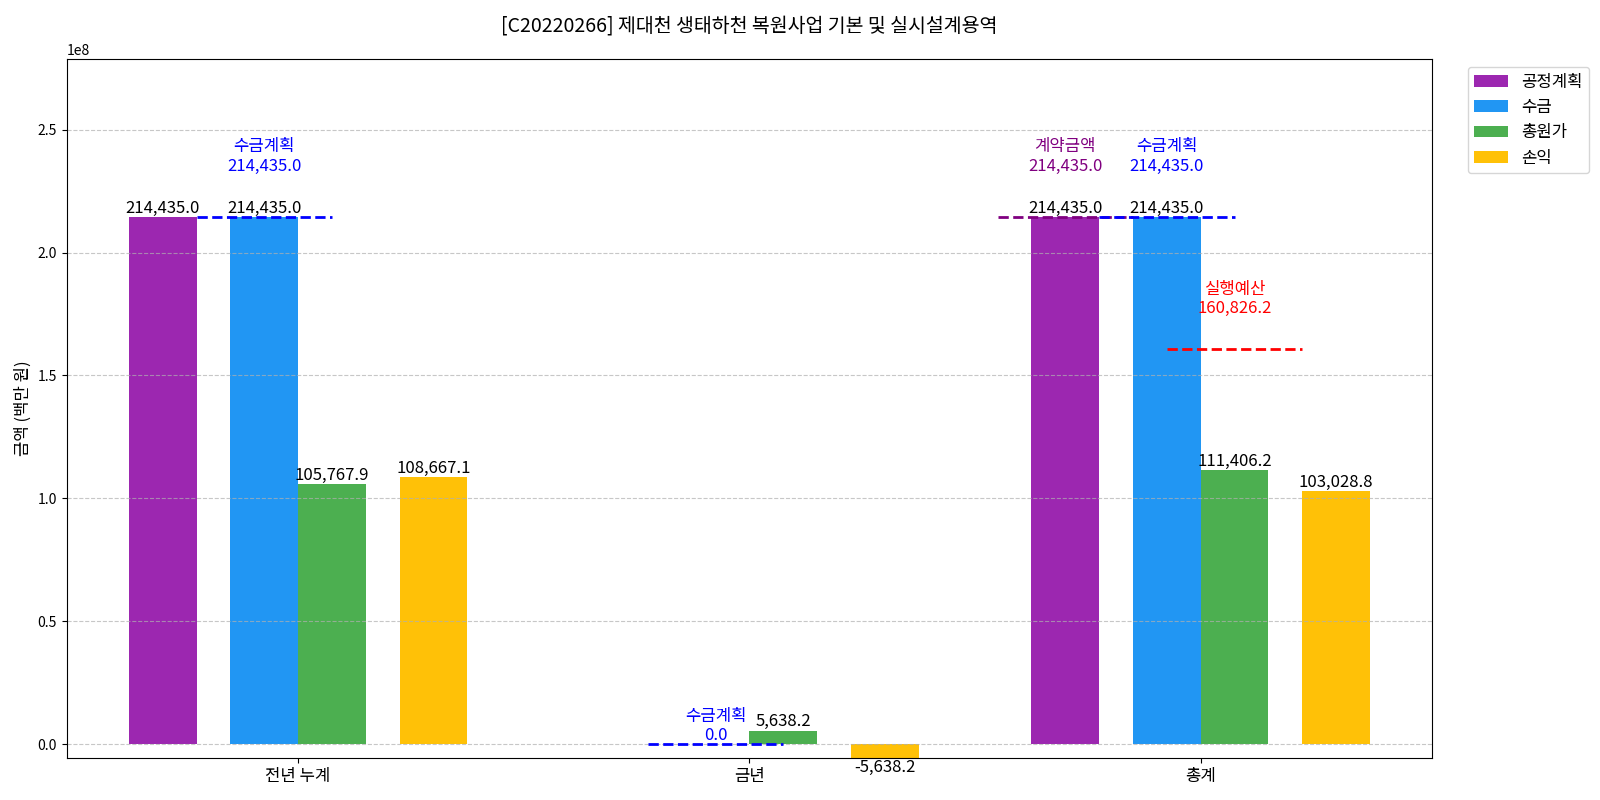 [C20220266] 제대천 생태하천 복원사업 기본 및 실시설계용역
1e8
금액 (백만 원)
2.5
2.0
1.5
1.0
0.5
0.0
수금계획
214,435.0
214,435.0
214,435.0
105,767.9
108,667.1
수금계획
0.0
5,638.2
-5,638.2
계약금액
214,435.0
수금계획
214,435.0
214,435.0
214,435.0
실행예산
160,826.2
111,406.2
103,028.8
전년 누계
금년
총계
공정계획
수금
총원가
손익